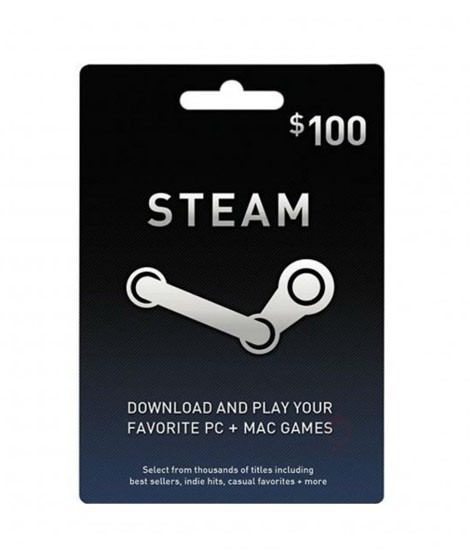 $100
STEAM
DOWNLOAD AND PLAY YOUR
FAVORITE PC + MAC GAMES
Select from thousands of titles including
best sellers, indie hits, casual favorites + more